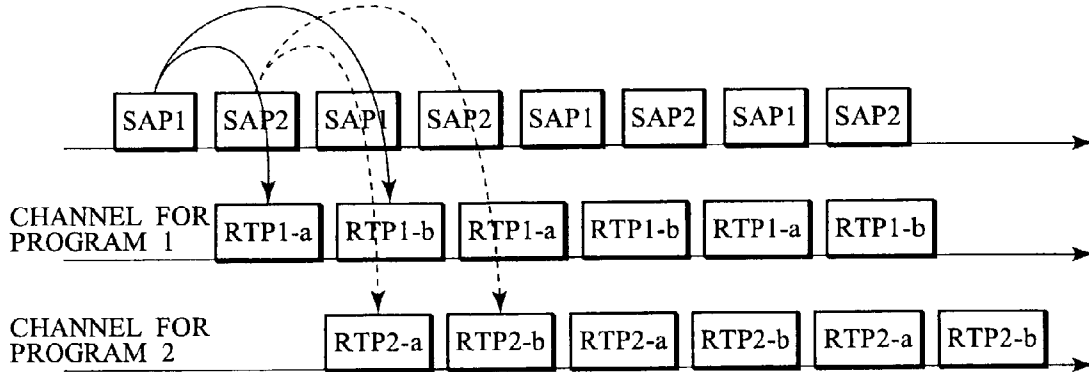 SAP1 SAP2 SAP1 SAP2 SAP1 SAP2 SAP1 SAP2
CHANNEL FOR
PROGRAM 1
RTP1-a RTP1-b RTP1-a RTP1-b RTP1-a RTP1-b
CHANNEL FOR
PROGRAM 2
RTP2-a RTP2-b RTP2-a RTP2-b RTP2-a RTP2-b